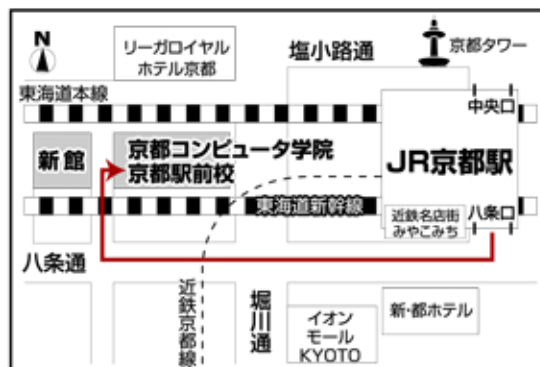 N
リーガロイヤル
ホテル京都
塩小路通
京都タワー
東海道本線
中央口
新館
京都コンピュータ学院
京都駅前校
JR京都駅
東海道新幹線
近鉄名店街
みやこみち
八条口
八条通
近鉄京都線
堀川通
イオン
モール
KYOTO
新・都ホテル